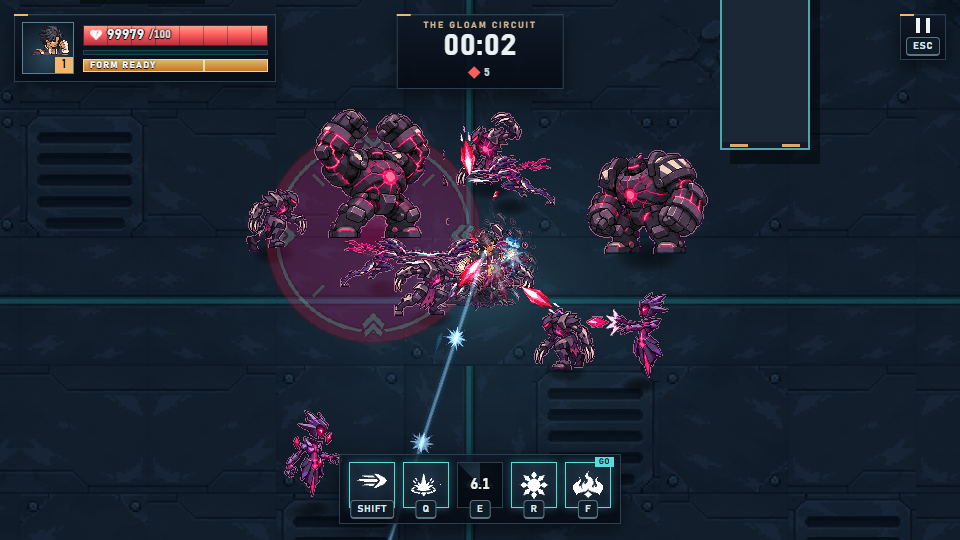 99979 /100
1
FORM READY
THE GLOAM CIRCUIT
00:02
5
ESC
GO
6.1
SHIFT
Q
E
R
F